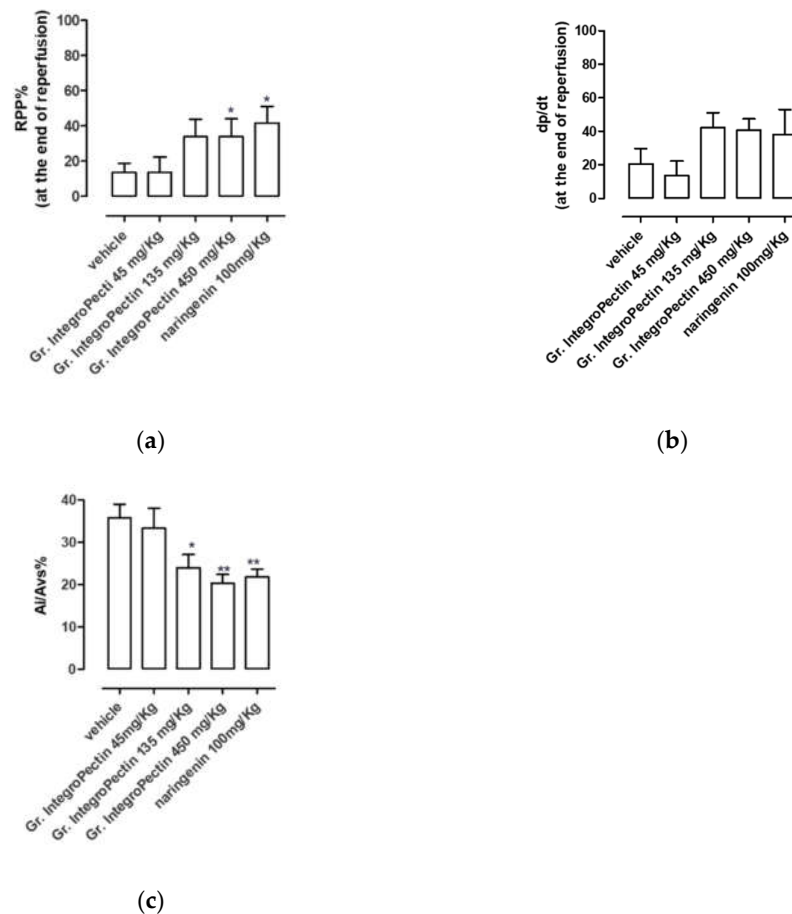 RPP%
(at the end of reperfusion)
100
80
60
40
20
0
*
*
vehicle
Gr. IntegroPecti 45 mg/Kg
Gr. IntegroPectin 135 mg/Kg
Gr. IntegroPectin 450 mg/Kg
naringenin 100mg/Kg
(a)
dp/dt
(at the end of reperfusion)
100
80
60
40
20
0
vehicle
Gr. IntegroPectin 45 mg/Kg
Gr. IntegroPectin 135 mg/Kg
Gr. IntegroPectin 450 mg/Kg
naringenin 100mg/Kg
(b)
Ai/Avs%
40
30
20
10
0
*
**
**
vehicle
Gr. IntegroPectin 45mg/Kg
Gr. IntegroPectin 135 mg/Kg
Gr. IntegroPectin 450 mg/Kg
naringenin 100mg/Kg
(c)